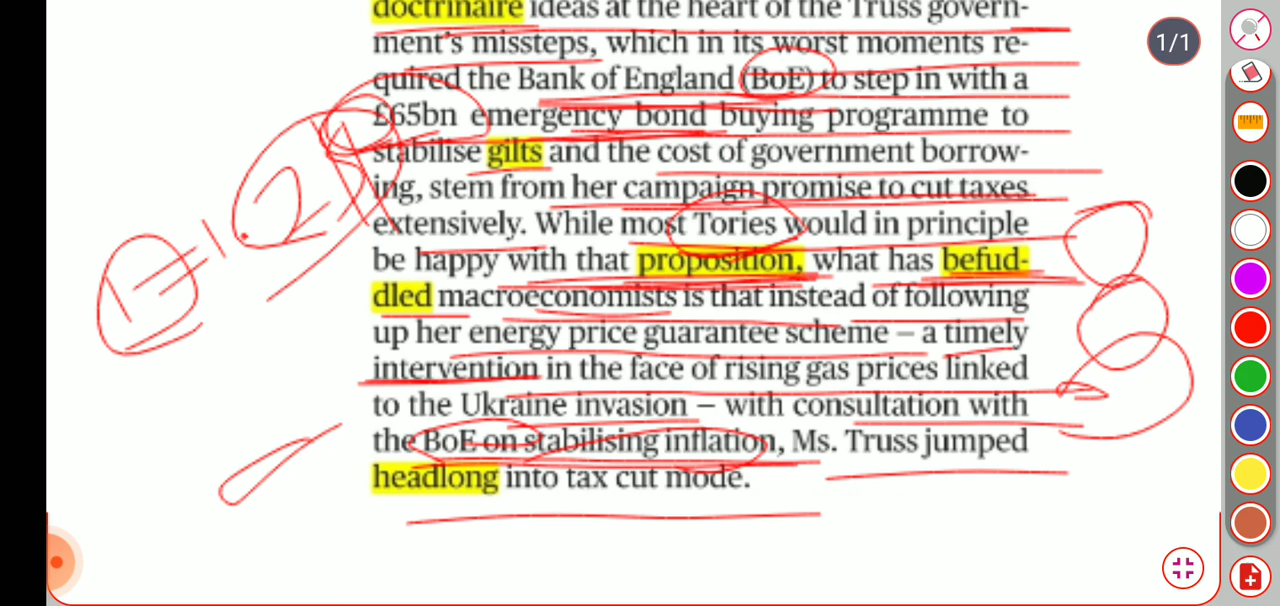 doctrinaire ideas at the heart of the Truss govern-
ment's missteps, which in its worst moments re-
quired the Bank of England (BoE) to step in with a
£65bn emergency bond buying programme to
stabilise gilts and the cost of government borrow-
ing, stem from her campaign promise to cut taxes
extensively. While most Tories would in principle
be happy with that proposition, what has befud-
dled macroeconomists is that instead of following
up her energy price guarantee scheme – a timely
intervention in the face of rising gas prices linked
to the Ukraine invasion – with consultation with
the BoE on stabilising inflation, Ms. Truss jumped
headlong into tax cut mode.
1/1